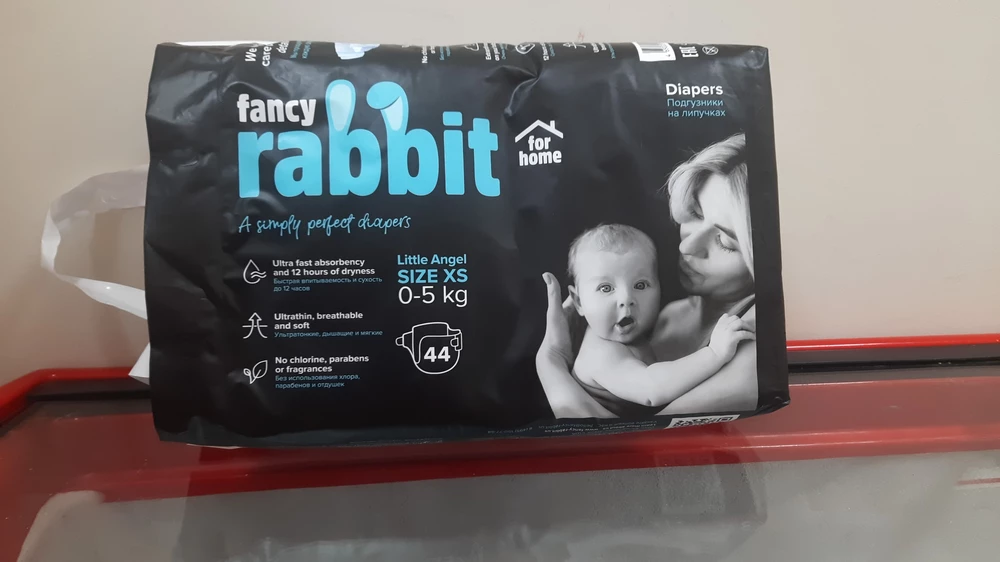 fancy
rabbit
for
home
A simply perfect diapers
Diapers
Подгузники
на липучках
Ultra fast absorbency
and 12 hours of dryness
Быстрая впитываемость и сухость
до 12 часов
Ultrathin, breathable
and soft
Ультратонкие, дышащие и мягкие
No chlorine, parabens
or fragrances
Без использования хлора,
парабенов и отдушек
Little Angel
SIZE XS
0-5 kg
44
EAC